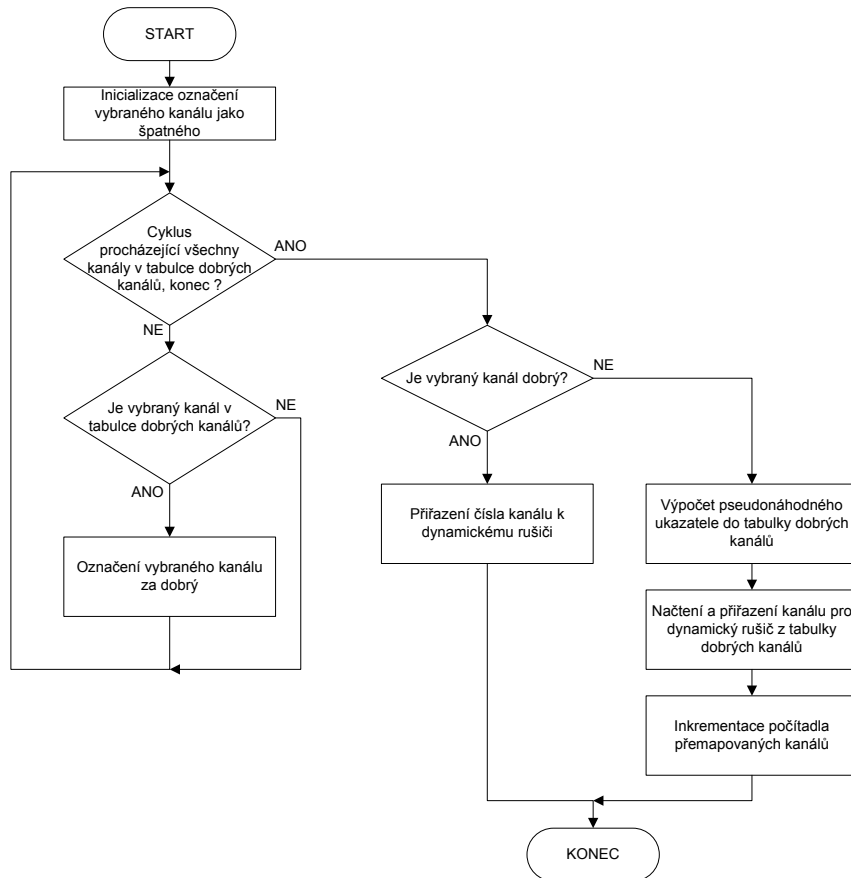 START
Inicializace označení
vybraného kanálu jako
špatného
Cyklus
procházející všechny
kanály v tabulce dobrých
kanálů, konec ?
ANO
NE
Je vybraný kanál v
tabulce dobrých kanálů?
NE
ANO
Označení vybraného kanálu
za dobrý
Je vybraný kanál dobrý?
NE
ANO
Přiřazení čísla kanálu k
dynamickému rušiči
Výpočet pseudonáhodného
ukazatele do tabulky dobrých
kanálů
Načtení a přiřazení kanálu pro
dynamický rušič z tabulky
dobrých kanálů
Inkrementace počítadla
přemapovaných kanálů
KONEC